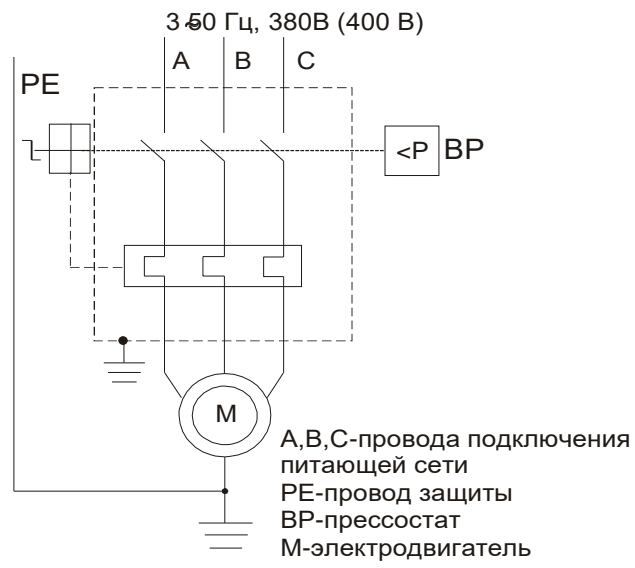 3 ~ 50 Гц, 380В (400 В)
A B C
PE
<P BP
M
A,B,C-провода подключения
питающей сети
PE-провод защиты
BP-прессостат
M-электродвигатель